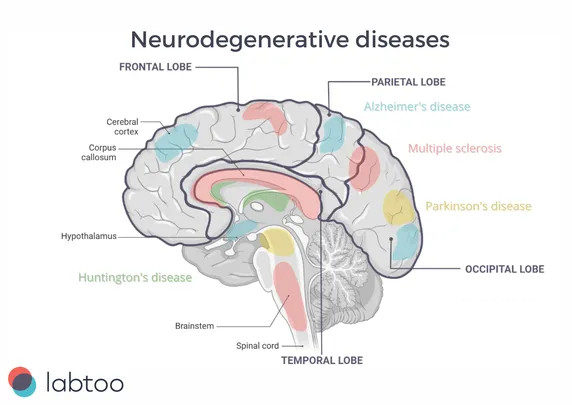 Neurodegenerative diseases
FRONTAL LOBE
PARIETAL LOBE
Alzheimer's disease
Cerebral
cortex
Corpus
callosum
Multiple sclerosis
Parkinson's disease
Hypothalamus
OCCIPITAL LOBE
Huntington's disease
Brainstem
Spinal cord
TEMPORAL LOBE
labtoo